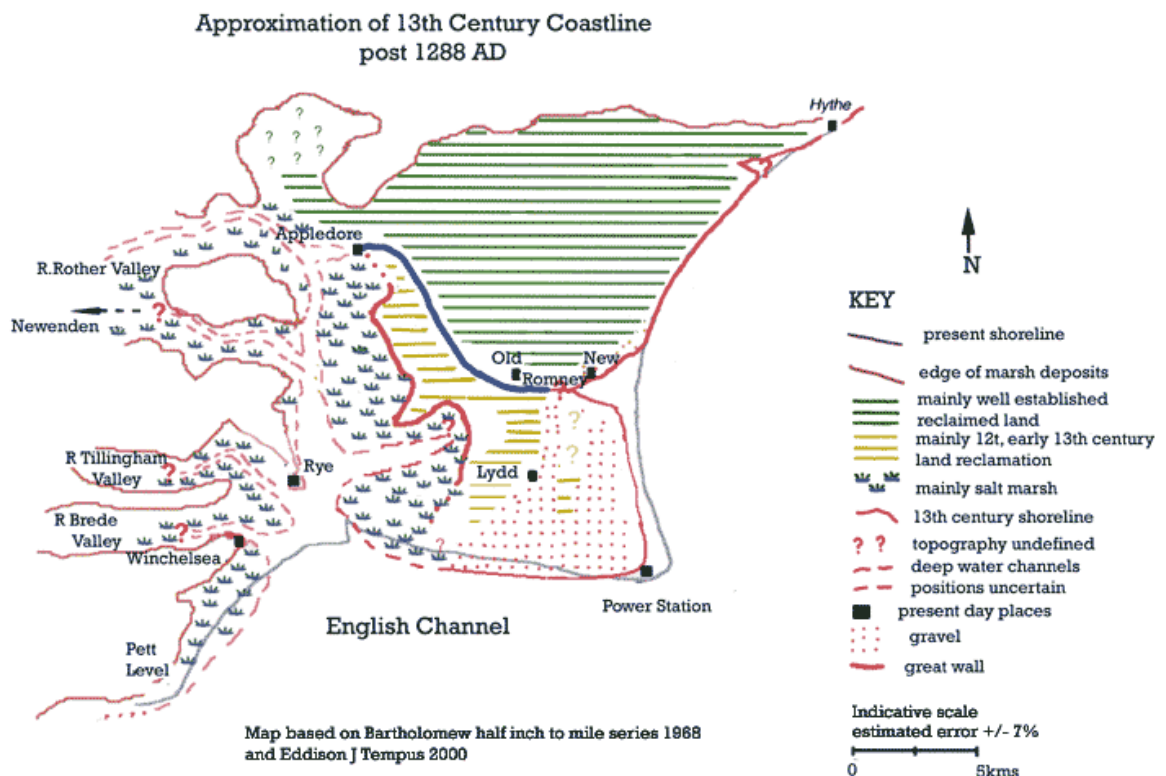 Approximation of 13th Century Coastline
post 1288 AD
Hythe
Appledore
R.Rother Valley
Newenden
N
Old
New
Romney
Lydd
Rye
R Tillingham
Valley
R Brede
Valley
Winchelsea
Power Station
English Channel
Pett
Level
KEY
present shoreline
edge of marsh deposits
mainly well established
reclaimed land
mainly 12t, early 13th century
land reclamation
mainly salt marsh
13th century shoreline
? ? topography undefined
deep water channels
positions uncertain
present day places
gravel
great wall
Indicative scale
estimated error +/- 7%
0 5kms
Map based on Bartholomew half inch to mile series 1968
and Eddison J Tempus 2000